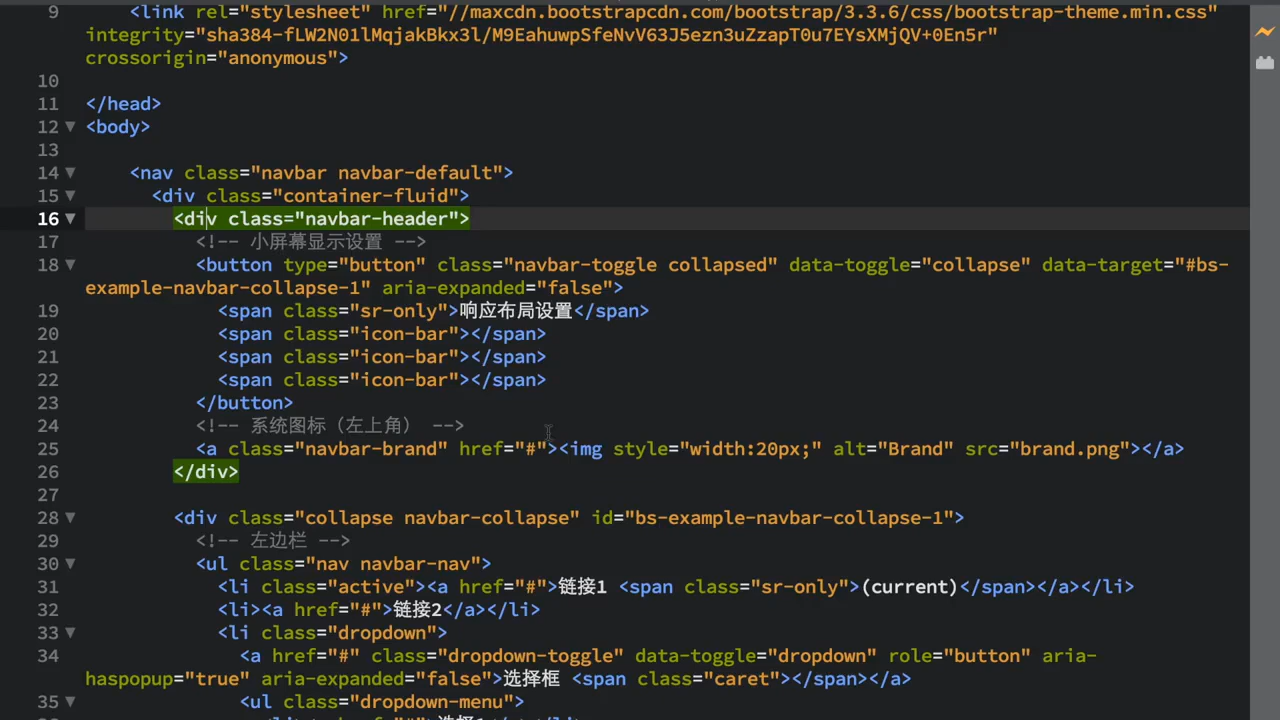 9 <link rel="stylesheet" href="//maxcdn.bootstrapcdn.com/bootstrap/3.3.6/css/bootstrap-theme.min.css"
integrity="sha384-fLW2N01lMqjakBkx3l/M9EahuwpSfeNvV63J5ezn3uZzapT0u7EYsXMjQV+0En5r"
crossorigin="anonymous">
10
11 </head>
12 <body>
13
14 <nav class="navbar navbar-default">
15 <div class="container-fluid">
16 <div class="navbar-header">
17 <!-- 小屏幕显示设置 -->
18 <button type="button" class="navbar-toggle collapsed" data-toggle="collapse" data-target="#bs-
example-navbar-collapse-1" aria-expanded="false">
19 <span class="sr-only">响应布局设置</span>
20 <span class="icon-bar"></span>
21 <span class="icon-bar"></span>
22 <span class="icon-bar"></span>
23 </button>
24 <!-- 系统图标（左上角） -->
25 <a class="navbar-brand" href="#"><img style="width:20px;" alt="Brand" src="brand.png"></a>
26 </div>
27
28 <div class="collapse navbar-collapse" id="bs-example-navbar-collapse-1">
29 <!-- 左边栏 -->
30 <ul class="nav navbar-nav">
31 <li class="active"><a href="#">链接1 <span class="sr-only">(current)</span></a></li>
32 <li><a href="#">链接2</a></li>
33 <li class="dropdown">
34 <a href="#" class="dropdown-toggle" data-toggle="dropdown" role="button" aria-
haspopup="true" aria-expanded="false">选择框 <span class="caret"></span></a>
35 <ul class="dropdown-menu">